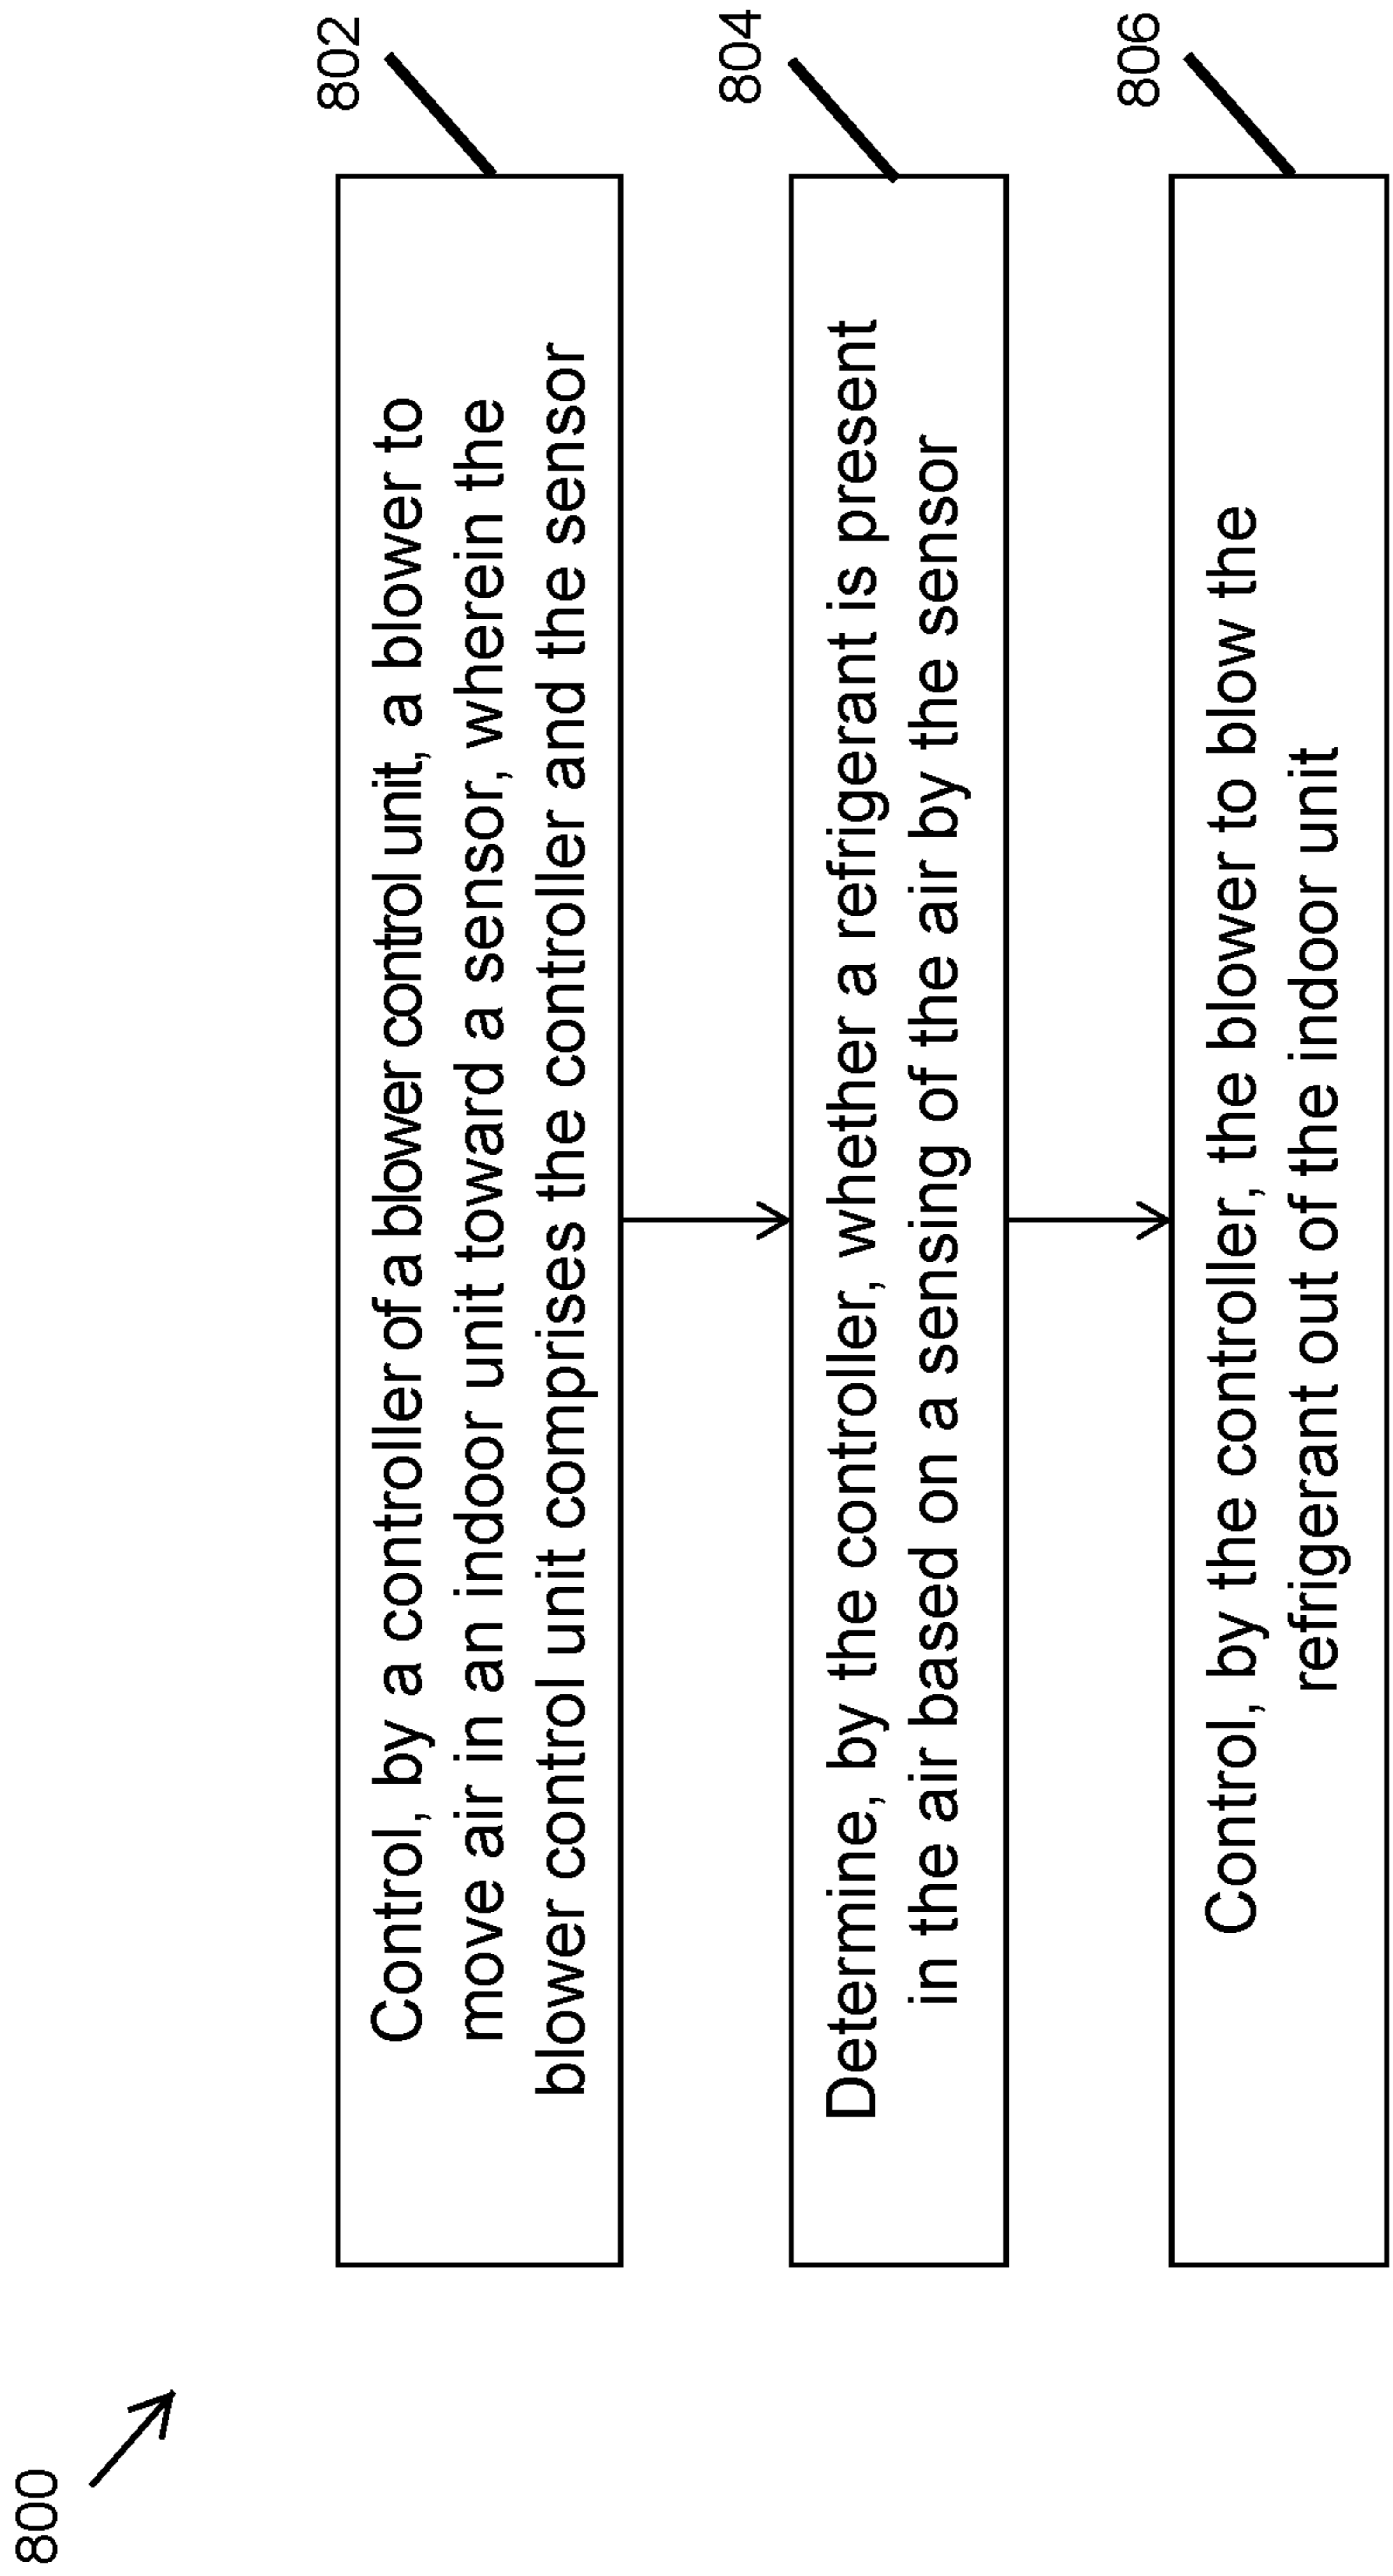 800
802
Control, by a controller of a blower control unit, a blower to
move air in an indoor unit toward a sensor, wherein the
blower control unit comprises the controller and the sensor
804
Determine, by the controller, whether a refrigerant is present
in the air based on a sensing of the air by the sensor
806
Control, by the controller, the blower to blow the
refrigerant out of the indoor unit